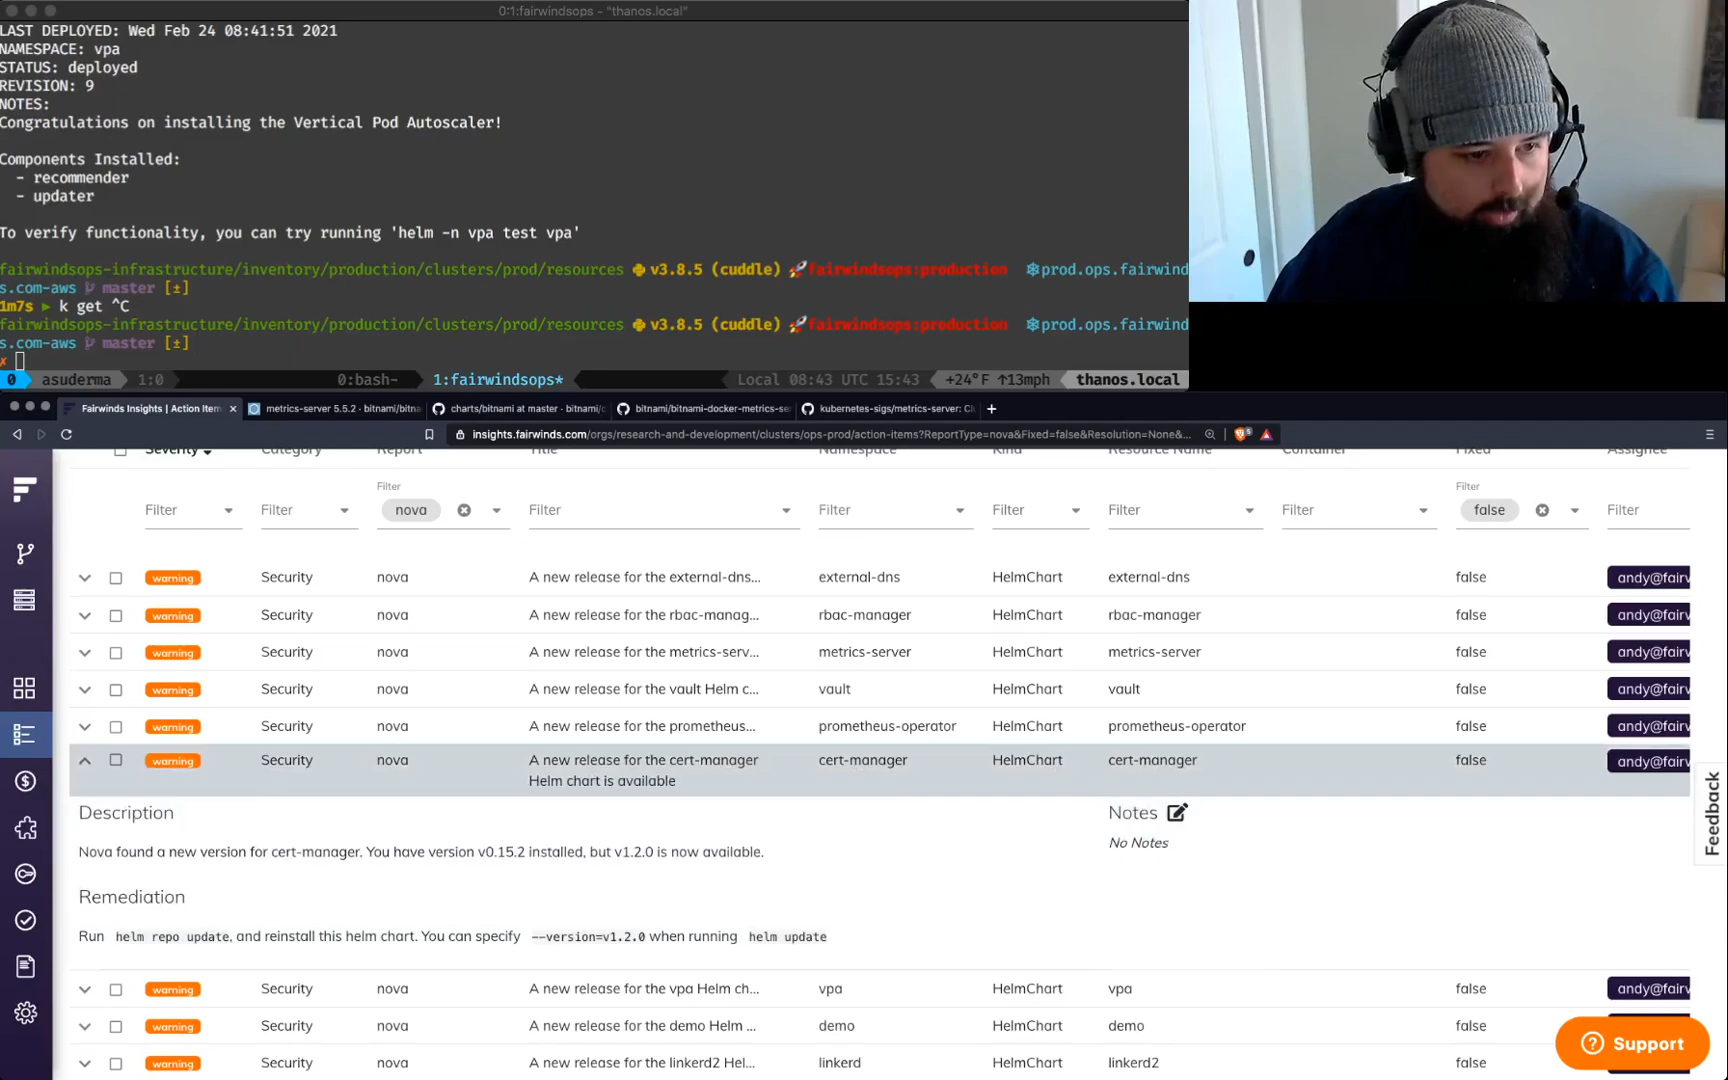 0:1:fairwindsops - "thanos.local"
LAST DEPLOYED: Wed Feb 24 08:41:51 2021
NAMESPACE: vpa
STATUS: deployed
REVISION: 9
NOTES:
Congratulations on installing the Vertical Pod Autoscaler!
Components Installed:
- recommender
- updater
To verify functionality, you can try running 'helm -n vpa test vpa'
fairwindsops-infrastructure/inventory/production/clusters/prod/resources v3.8.5 (cuddle) fairwindsops:production prod.ops.fairwind
s.com-aws master [±]
1m7s ► k get ^C
fairwindsops-infrastructure/inventory/production/clusters/prod/resources v3.8.5 (cuddle) fairwindsops:production prod.ops.fairwind
s.com-aws master [±]
✗
0 asuderma 1:0 0:bash- 1:fairwindsops* Local 08:43 UTC 15:43 +24°F ↑13mph thanos.local
Fairwinds Insights | Action Item × metrics-server 5.5.2 · bitnami/bitna charts/bitnami at master · bitnami/c bitnami/bitnami-docker-metrics-se kubernetes-sigs/metrics-server: Cl +
insights.fairwinds.com/orgs/research-and-development/clusters/ops-prod/action-items?ReportType=nova&Fixed=false&Resolution=None&...
Severity Category Report Title Namespace Kind Resource Name Container Fixed Assignee
Filter Filter
Filter Filter nova Filter Filter Filter Filter Filter false Filter
warning Security nova A new release for the external-dns... external-dns HelmChart external-dns false andy@fairv
warning Security nova A new release for the rbac-manag... rbac-manager HelmChart rbac-manager false andy@fairv
warning Security nova A new release for the metrics-serv... metrics-server HelmChart metrics-server false andy@fairv
warning Security nova A new release for the vault Helm c... vault HelmChart vault false andy@fairv
warning Security nova A new release for the prometheus... prometheus-operator HelmChart prometheus-operator false andy@fairv
warning Security nova A new release for the cert-manager cert-manager HelmChart cert-manager false andy@fairv
Helm chart is available
Description Notes
Nova found a new version for cert-manager. You have version v0.15.2 installed, but v1.2.0 is now available. No Notes
Feedback
Remediation
Run helm repo update, and reinstall this helm chart. You can specify --version=v1.2.0 when running helm update
warning Security nova A new release for the vpa Helm ch... vpa HelmChart vpa false andy@fairv
warning Security nova A new release for the demo Helm ... demo HelmChart demo false
Support
warning Security nova A new release for the linkerd2 Hel... linkerd HelmChart linkerd2 false